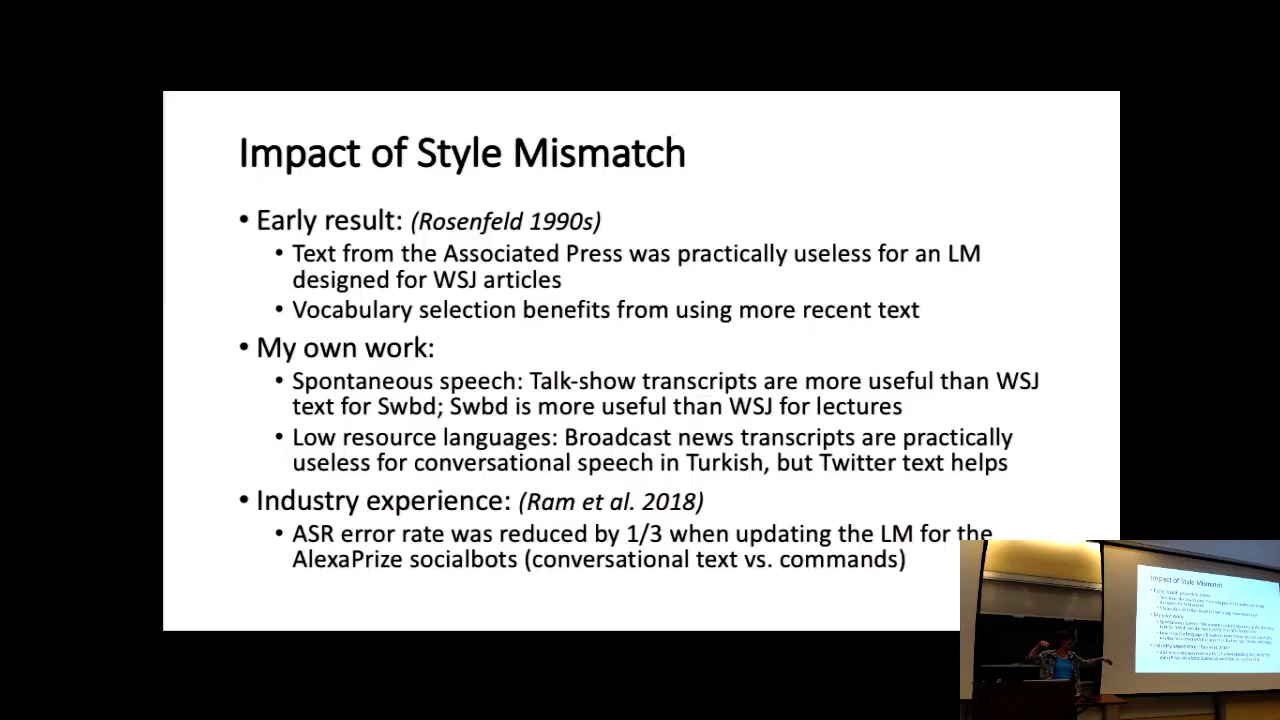 Impact of Style Mismatch
• Early result: (Rosenfeld 1990s)
• Text from the Associated Press was practically useless for an LM
designed for WSJ articles
• Vocabulary selection benefits from using more recent text
• My own work:
• Spontaneous speech: Talk-show transcripts are more useful than WSJ
text for Swbd; Swbd is more useful than WSJ for lectures
• Low resource languages: Broadcast news transcripts are practically
useless for conversational speech in Turkish, but Twitter text helps
• Industry experience: (Ram et al. 2018)
• ASR error rate was reduced by 1/3 when updating the LM for the
AlexaPrize socialbots (conversational text vs. commands)
Impact of Style Mismatch